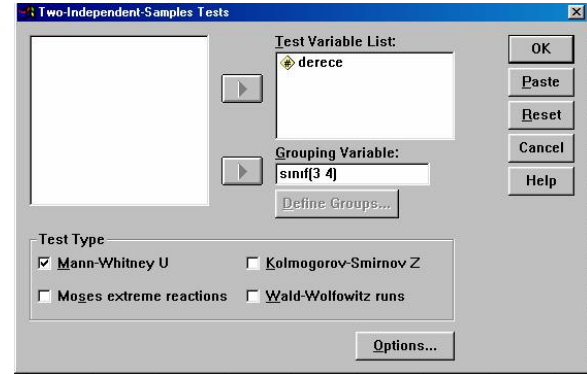 Two-Independent-Samples Tests
Test Variable List:
derece
Grouping Variable:
sınıf(3 4)
Define Groups...
OK
Paste
Reset
Cancel
Help
Test Type
Mann-Whitney U
Kolmogorov-Smirnov Z
Moses extreme reactions
Wald-Wolfowitz runs
Options...